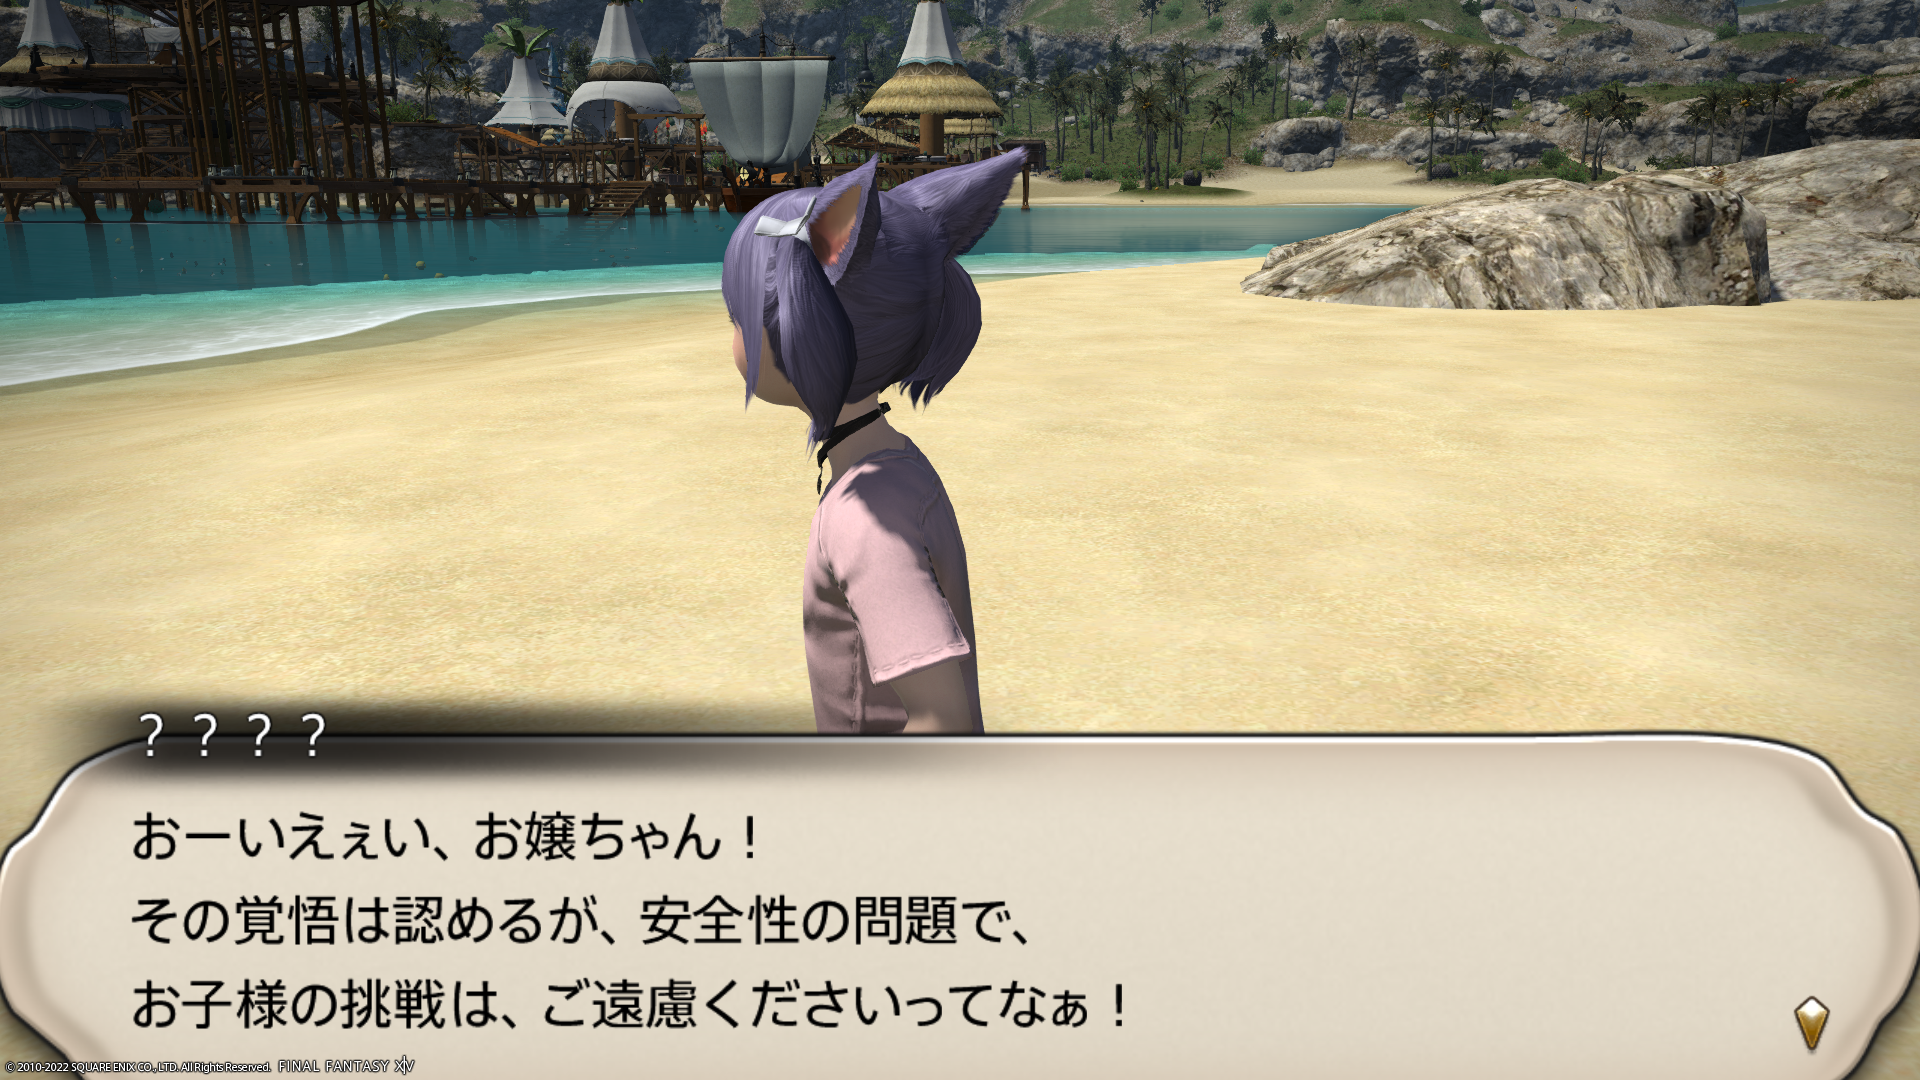 ？？？？
おーいえぇい、お嬢ちゃん！
その覚悟は認めるが、安全性の問題で、
お子様の挑戦は、ご遠慮くださいってなぁ！
© 2010-2022 SQUARE ENIX CO., LTD. All Rights Reserved. FINAL FANTASY XIV